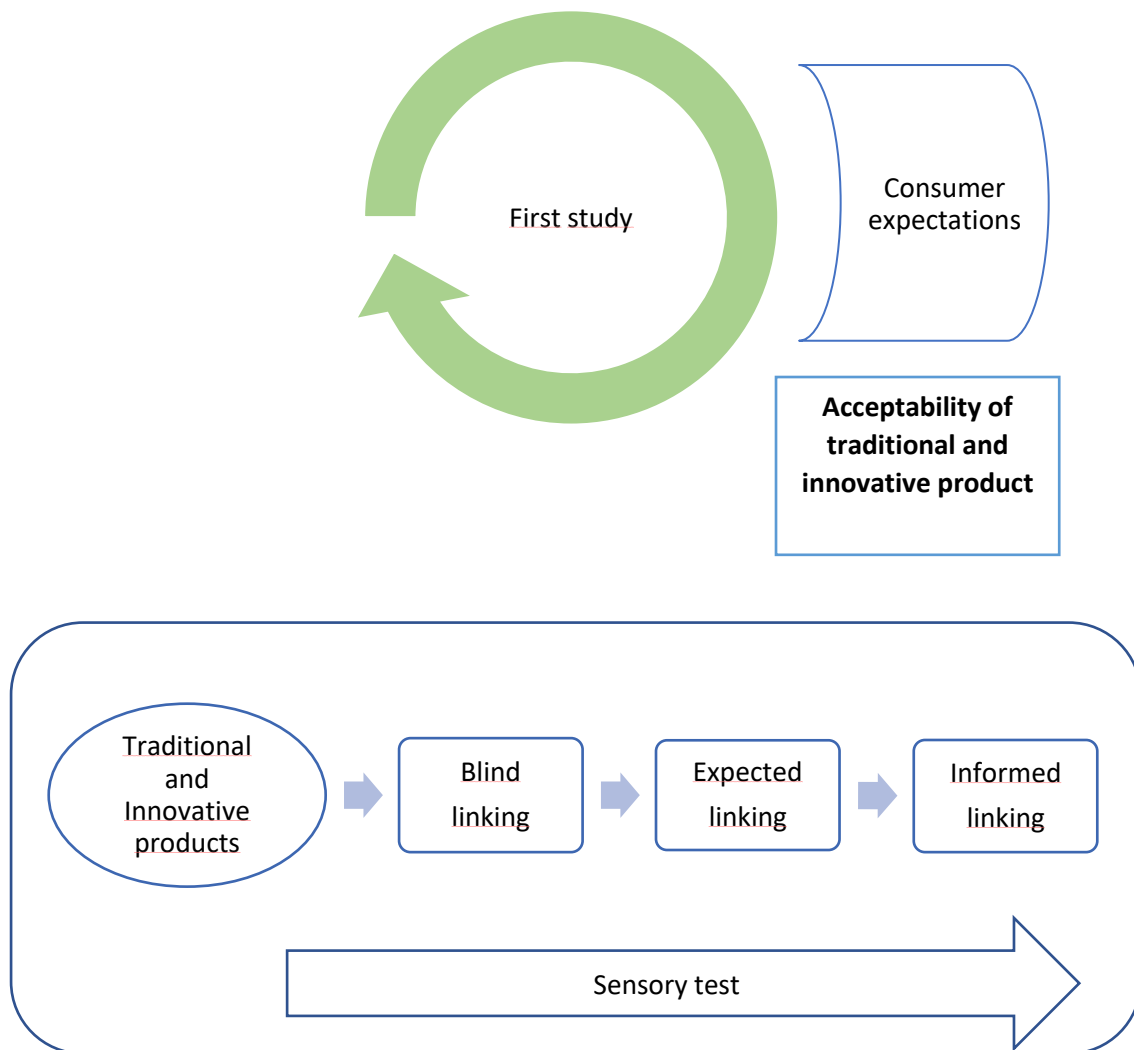 First study
Consumer
expectations
Acceptability of
traditional and
innovative product
Traditional
and
Innovative
products
Blind
linking
Expected
linking
Informed
linking
Sensory test